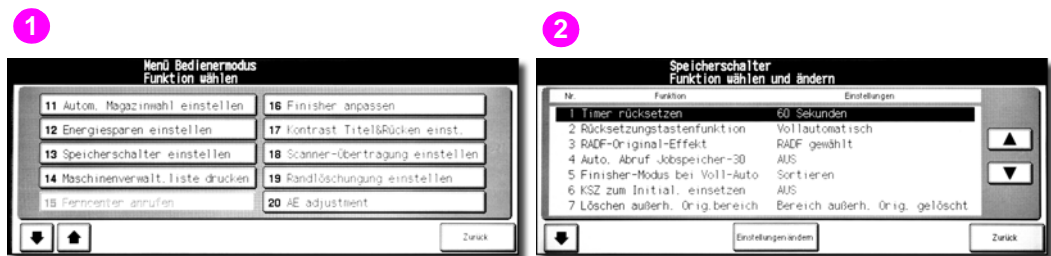 1
Menü Bedienermodus
Funktion wählen
11 Autom. Magazinwahl einstellen
16 Finisher anpassen
12 Energiesparen einstellen
17 Kontrast Titel&Rücken einst.
13 Speicherschalter einstellen
18 Scanner-Übertragung einstellen
14 Maschinenverwalt.liste drucken
19 Randlöschungung einstellen
15 Ferncenter anrufen
20 AE adjustment
Zurück
2
Speicherschalter
Funktion wählen und ändern
Nr. Funktion Einstellungen
1 Timer rücksetzen 60 Sekunden
2 Rücksetzungstastenfunktion Vollautomatisch
3 RADF-Original-Effekt RADF gewählt
4 Auto. Abruf Jobspeicher-30 AUS
5 Finisher-Modus bei Voll-Auto Sortieren
6 KSZ zum Initial. einsetzen AUS
7 Löschen außerh. Orig.bereich Bereich außerh. Orig. gelöscht
Einstellungen ändern
Zurück